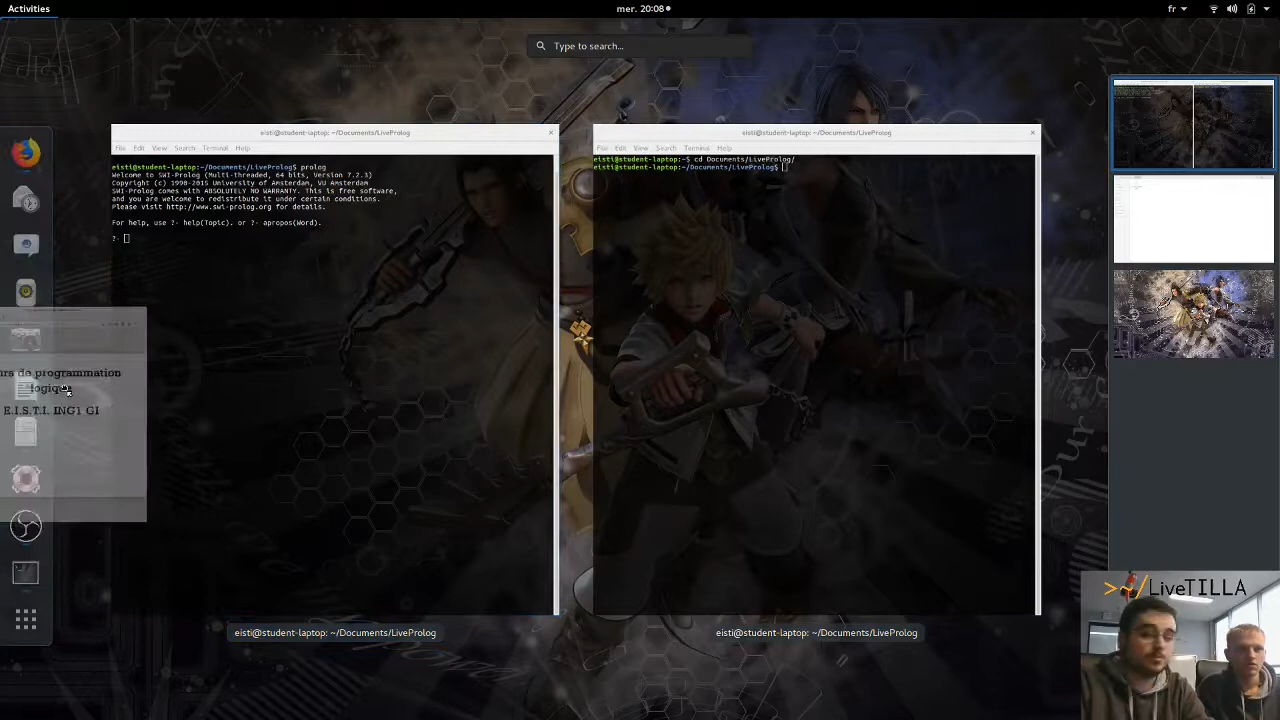 Activities
mer. 20:08
fr
Type to search...
eisti@student-laptop: ~/Documents/LiveProlog
File Edit View Search Terminal Help
eisti@student-laptop:~/Documents/LiveProlog$ prolog
Welcome to SWI-Prolog (Multi-threaded, 64 bits, Version 7.2.3)
Copyright (c) 1990-2015 University of Amsterdam, VU Amsterdam
SWI-Prolog comes with ABSOLUTELY NO WARRANTY. This is free software,
and you are welcome to redistribute it under certain conditions.
Please visit http://www.swi-prolog.org for details.
For help, use ?- help(Topic). or ?- apropos(Word).
?-
eisti@student-laptop: ~/Documents/LiveProlog
File Edit View Search Terminal Help
eisti@student-laptop:~$ cd Documents/LiveProlog/
eisti@student-laptop:~/Documents/LiveProlog$
urs de programmation
logique
E.I.S.T.I. ING1 GI
eisti@student-laptop: ~/Documents/LiveProlog
eisti@student-laptop: ~/Documents/LiveProlog
>~/LiveTILLA